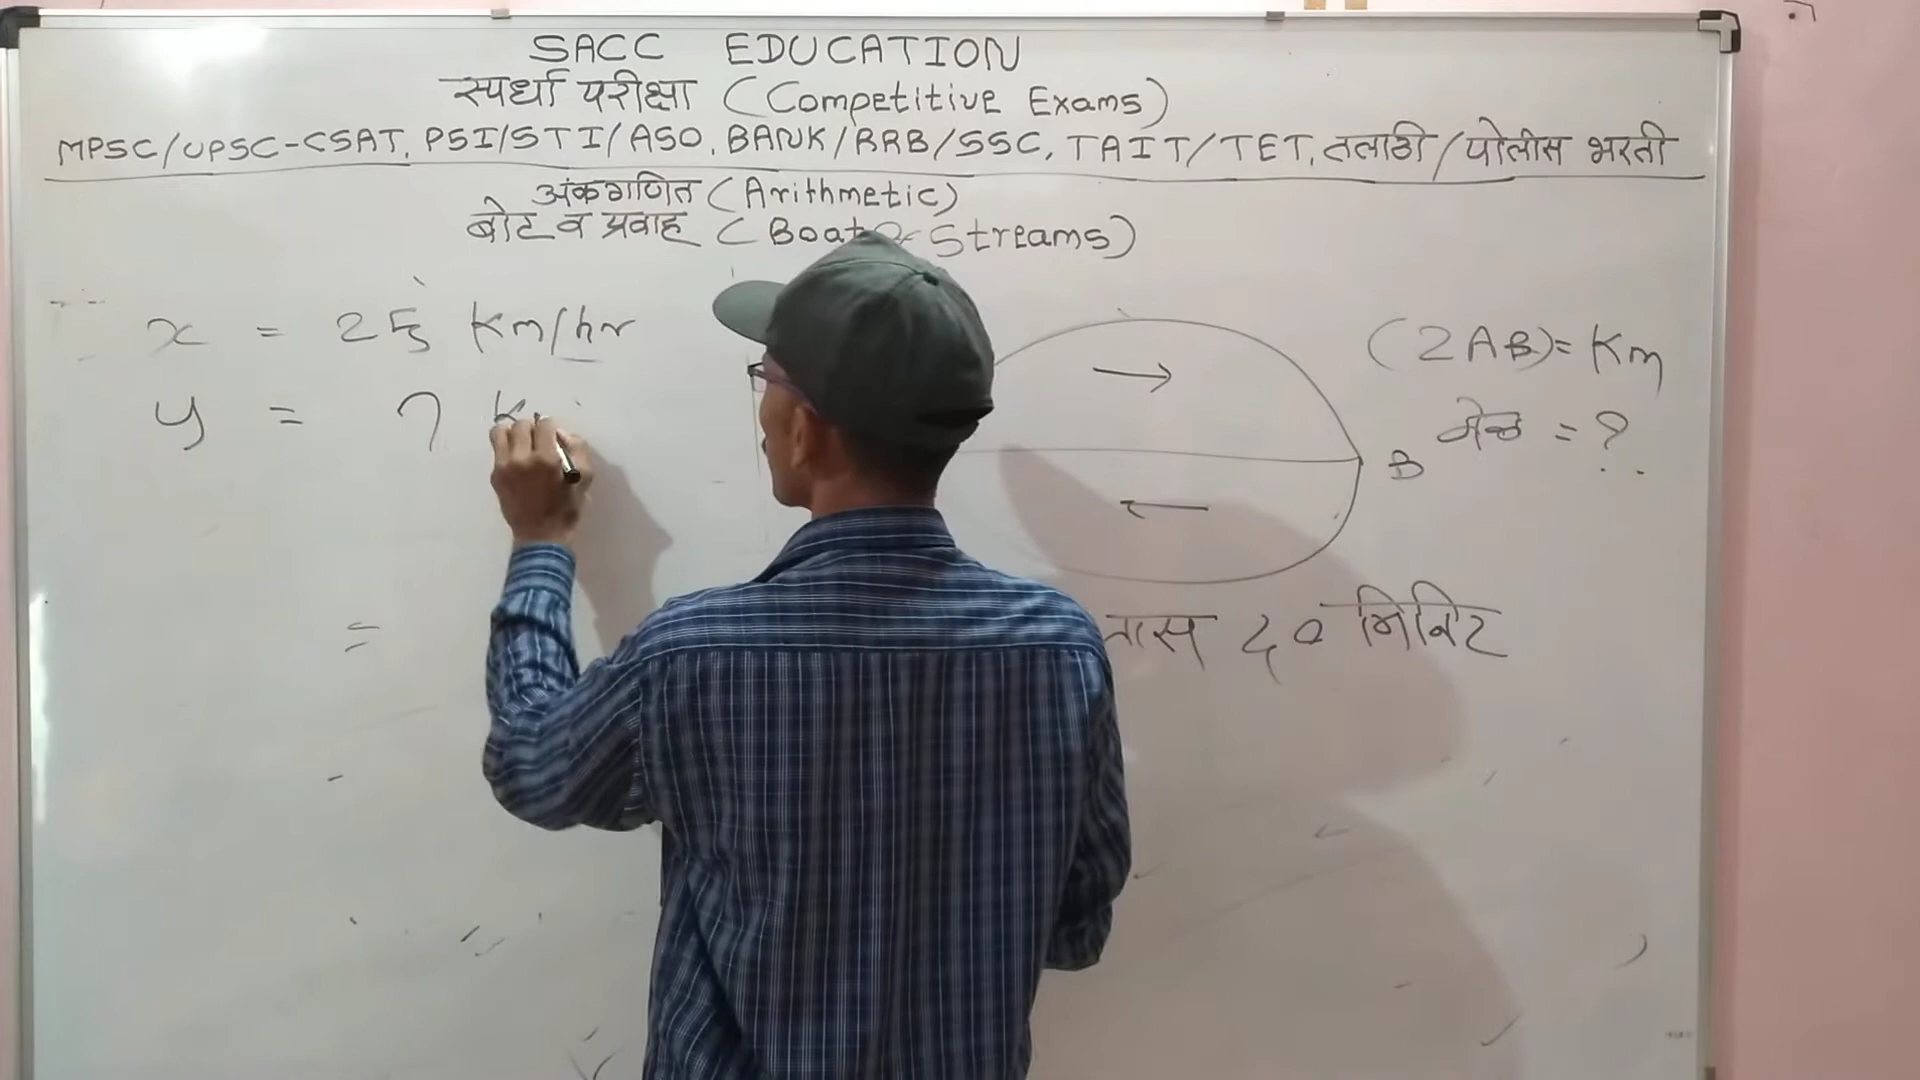 SACC EDUCATION
स्पर्धा परीक्षा (Competitive Exams)
MPSC/UPSC-CSAT, PSI/STI/ASO, BANK/RRB/SSC, TAIT/TET, तलाठी/पोलीस भरती
अंकगणित (Arithmetic)
बोट व प्रवाह (Boat & Streams)
x = 25 Km/hr
y = 7
(2AB) = Km
वेळ = ?
B
=
तास ८० मिनिट